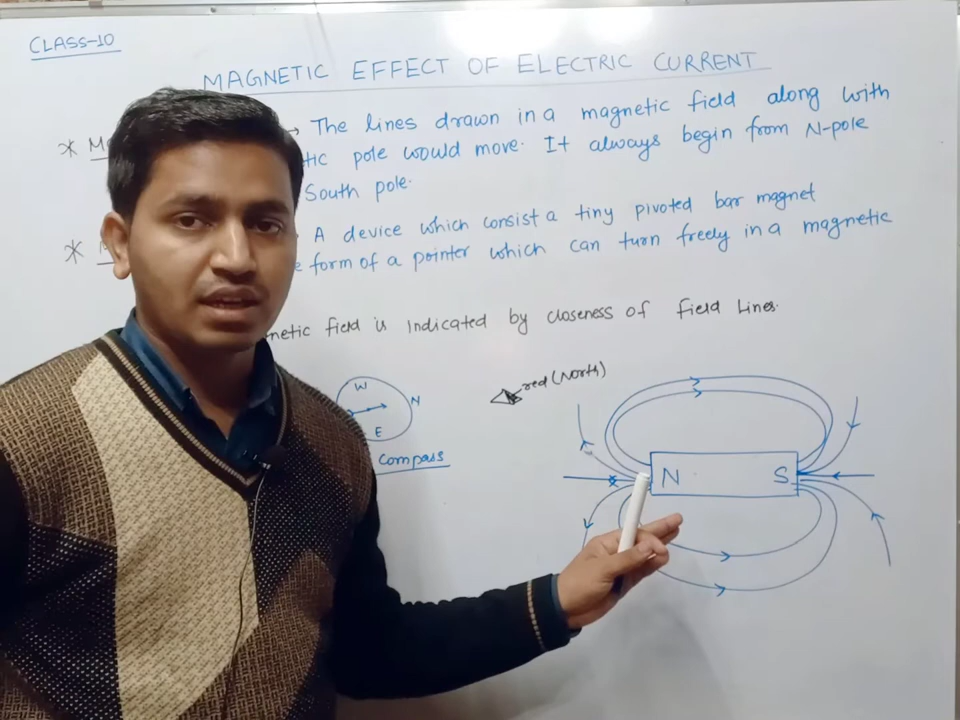 CLASS-10
MAGNETIC EFFECT OF ELECTRIC CURRENT
* → The lines drawn in a magnetic field along with
pole would move. It always begin from N-pole
South pole.
* A device which consist a tiny pivoted bar magnet
form of a pointer which can turn freely in a magnetic
field is indicated by closeness of field lines.
red (North)
W
N
E
Compass
N S